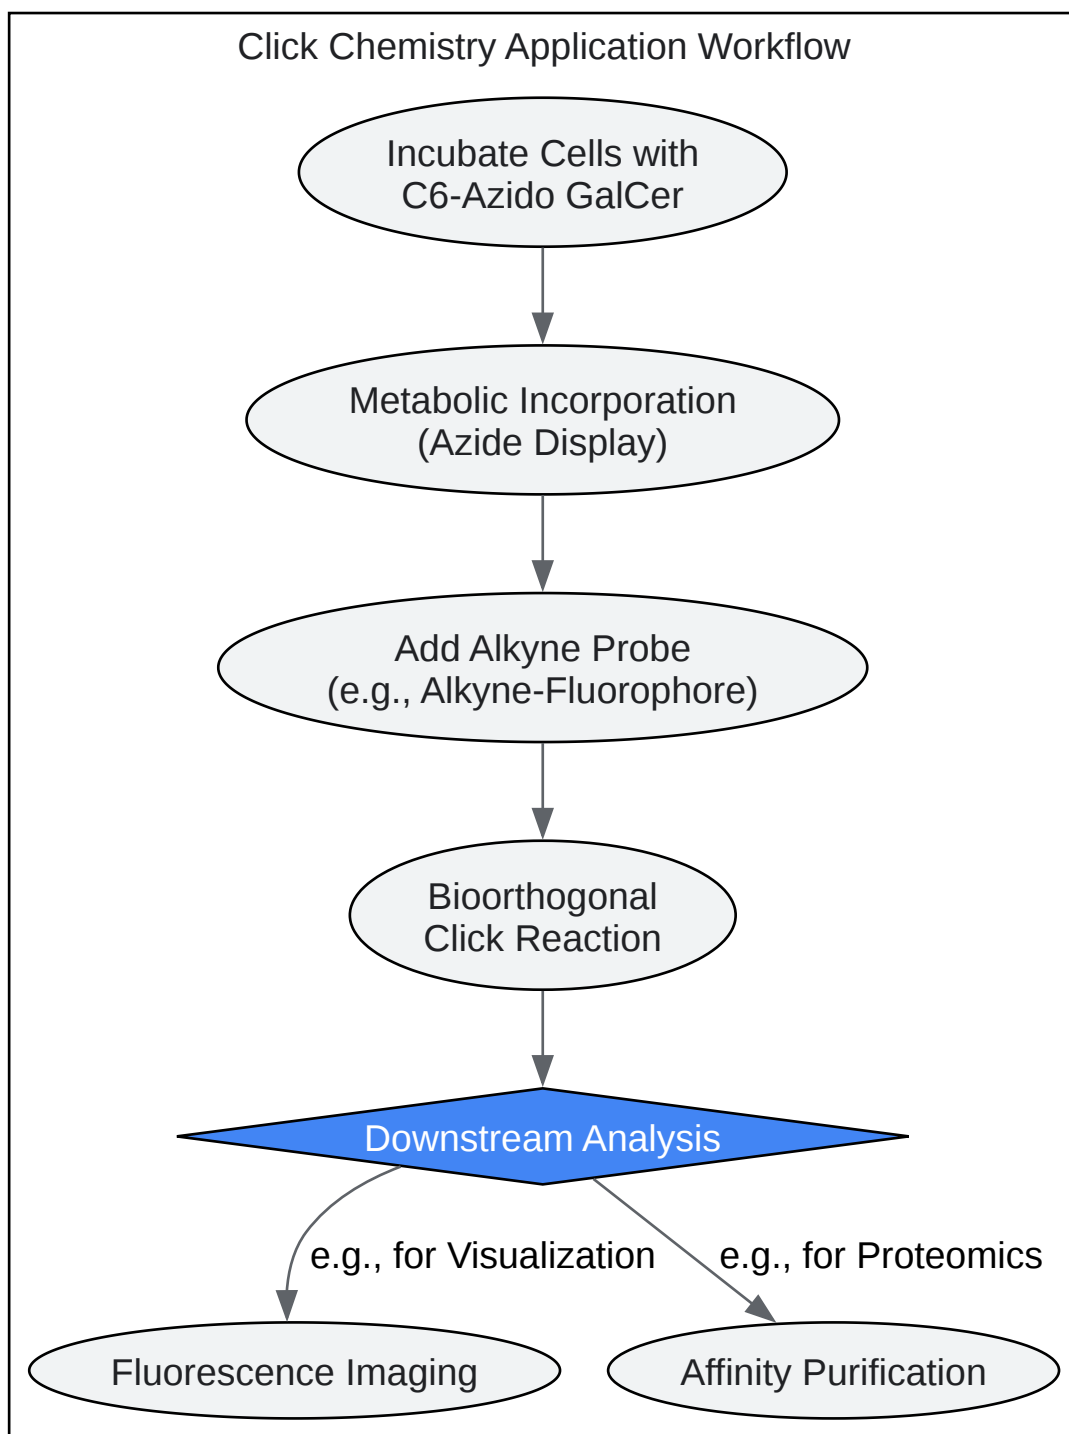 Click Chemistry Application Workflow
Incubate Cells with
C6-Azido GalCer
Metabolic Incorporation
(Azide Display)
Add Alkyne Probe
(e.g., Alkyne-Fluorophore)
Bioorthogonal
Click Reaction
Downstream Analysis
e.g., for Visualization
e.g., for Proteomics
Fluorescence Imaging
Affinity Purification